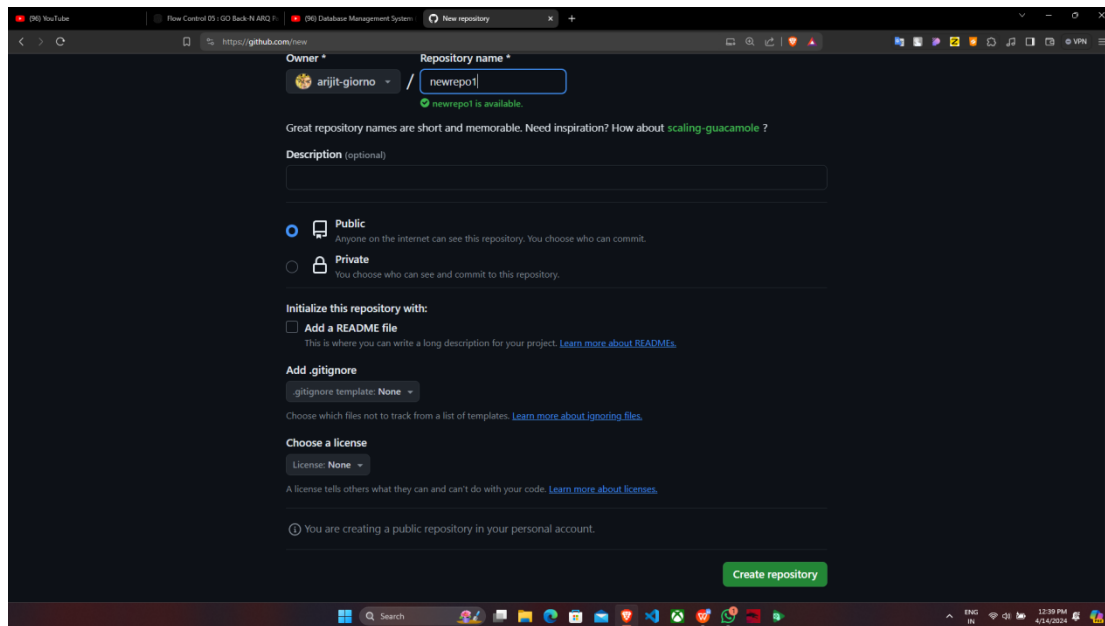 (96) YouTube
Flow Control 05 : GO Back-N ARQ
(96) Database Management System
New repository
https://github.com/new
VPN
Owner *
Repository name *
arijit-giorno
/
newrepo1
newrepo1 is available.
Great repository names are short and memorable. Need inspiration? How about scaling-guacamole ?
Description (optional)
Public
Anyone on the internet can see this repository. You choose who can commit.
Private
You choose who can see and commit to this repository.
Initialize this repository with:
Add a README file
This is where you can write a long description for your project. Learn more about READMEs.
Add .gitignore
.gitignore template: None
Choose which files not to track from a list of templates. Learn more about ignoring files.
Choose a license
License: None
A license tells others what they can and can't do with your code. Learn more about licenses.
You are creating a public repository in your personal account.
Create repository
Search
ENG
IN
12:39 PM
4/14/2024